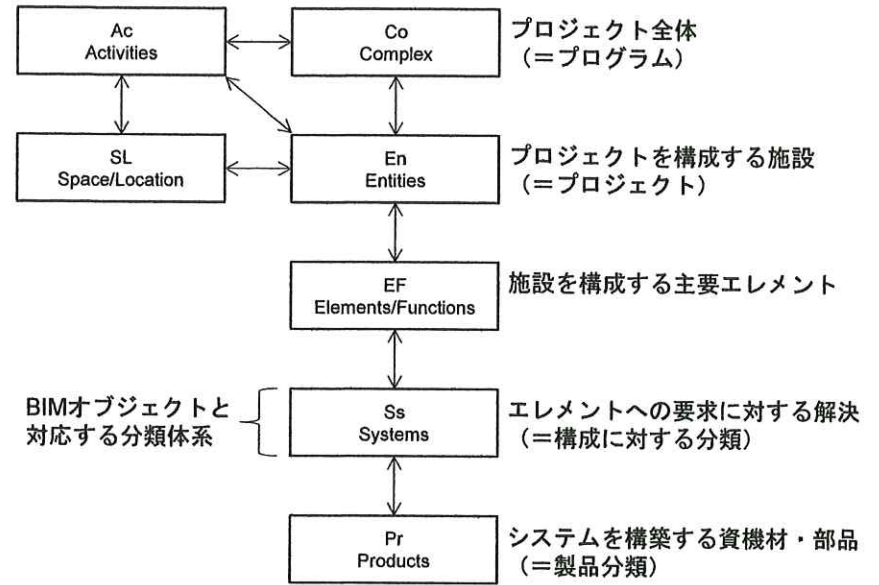 Ac
Activities
Co
Complex
プロジェクト全体
(=プログラム)
SL
Space/Location
En
Entities
プロジェクトを構成する施設
(=プロジェクト)
EF
Elements/Functions
施設を構成する主要エレメント
BIMオブジェクトと
対応する分類体系
Ss
Systems
エレメントへの要求に対する解決
(=構成に対する分類)
Pr
Products
システムを構築する資機材・部品
(=製品分類)